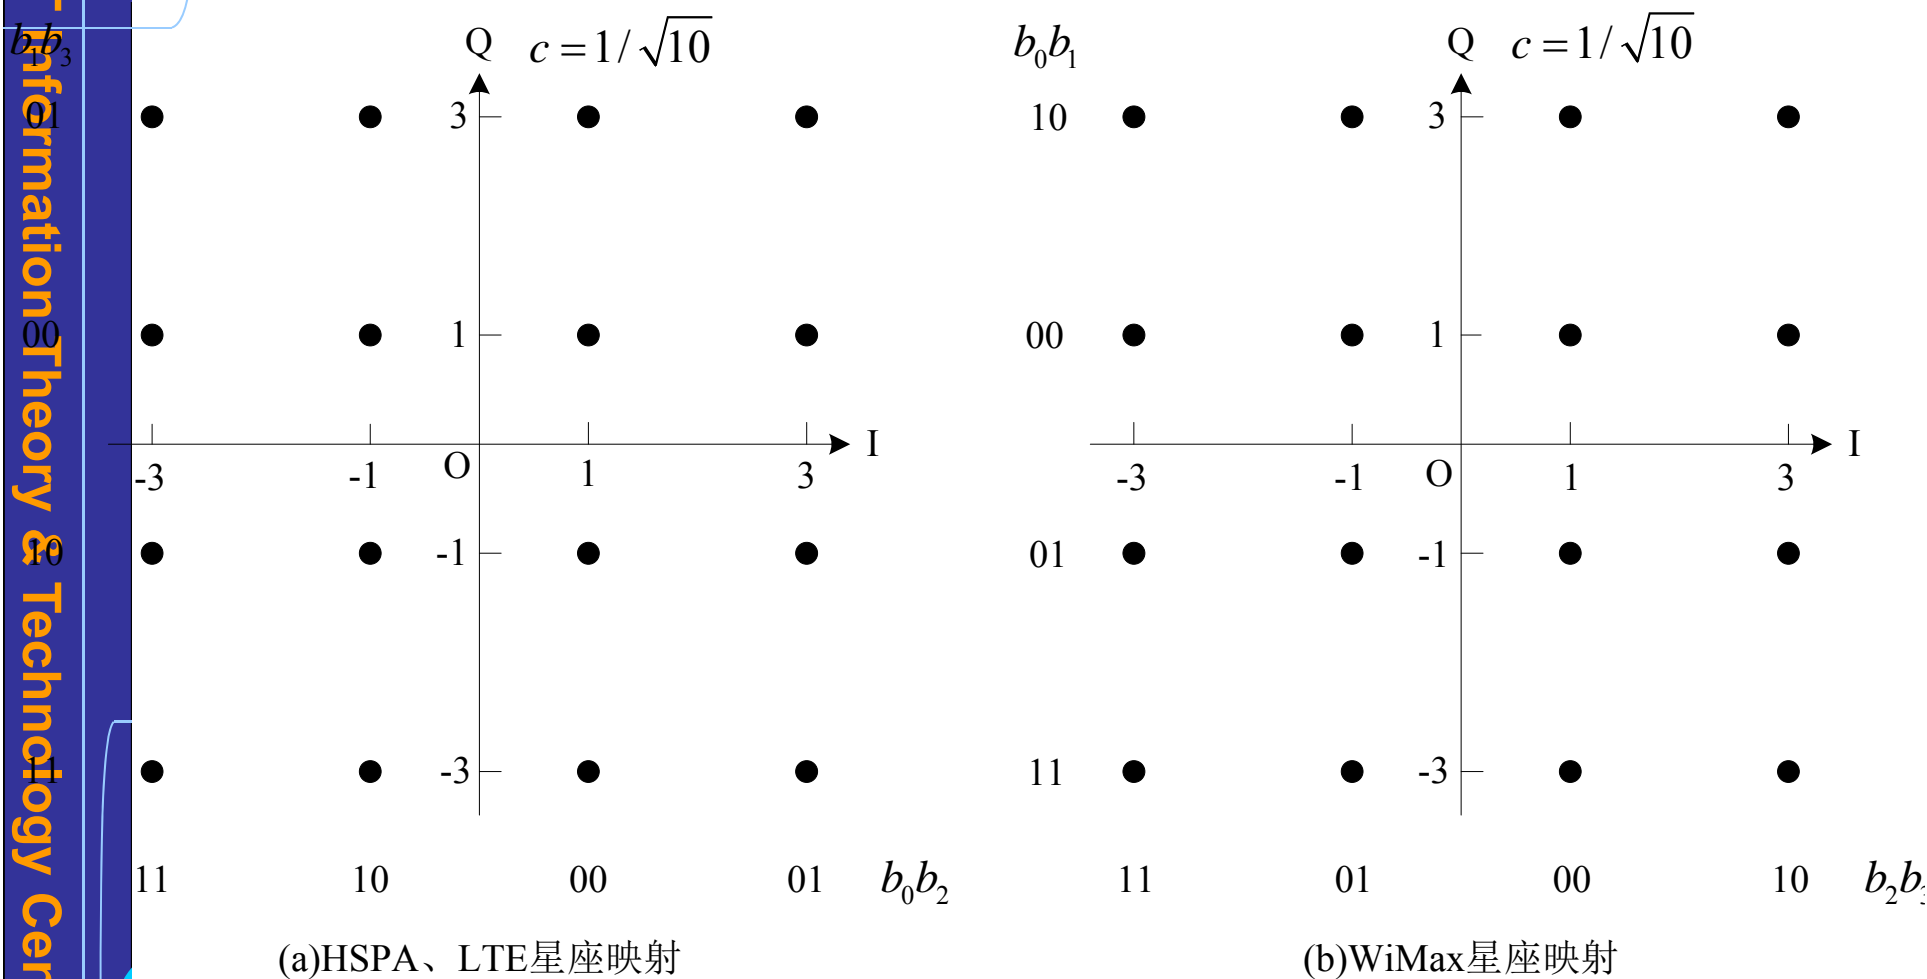 Information Theory & Technology Cen
b₁b₃
Q c = 1/√10
01
3
00
1
I
-3 -1 O 1 3
10
-1
11
-3
11 10 00 01 b₀b₂
(a)HSPA、LTE星座映射
b₀b₁
Q c = 1/√10
10
3
00
1
I
-3 -1 O 1 3
01
-1
11
-3
11 01 00 10 b₂b₃
(b)WiMax星座映射